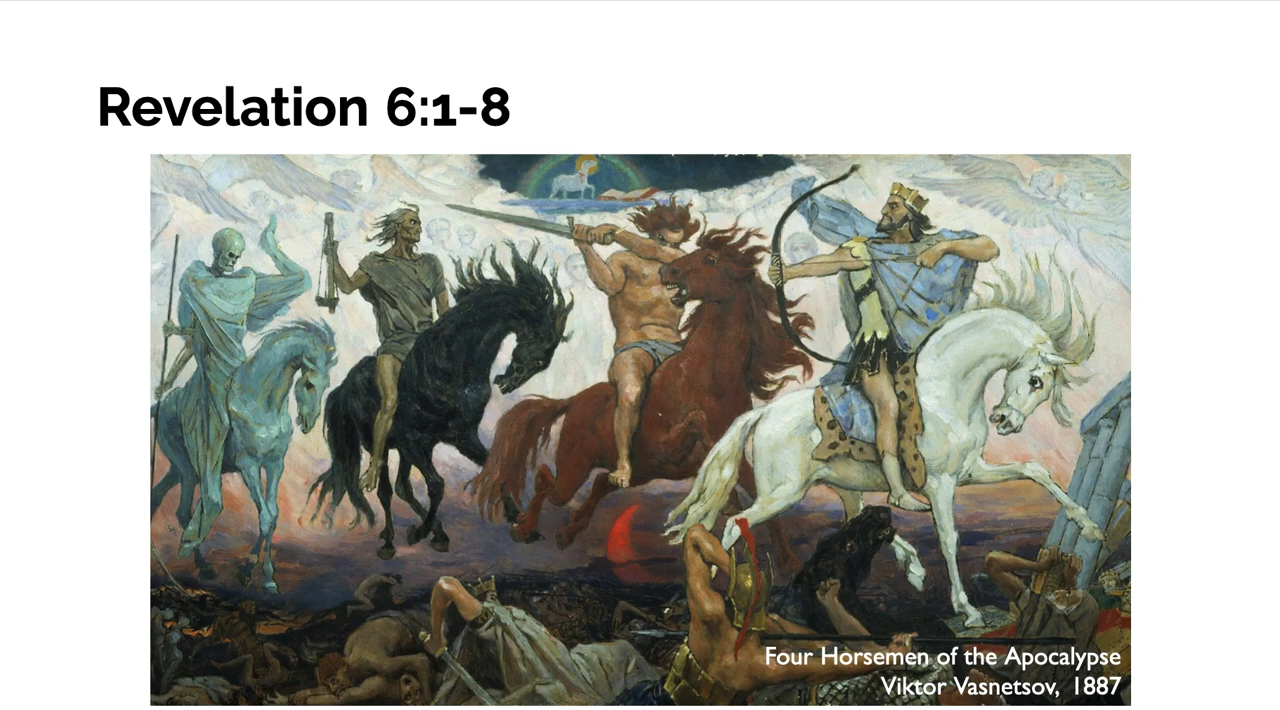 Revelation 6:1-8
Four Horsemen of the Apocalypse
Viktor Vasnetsov, 1887